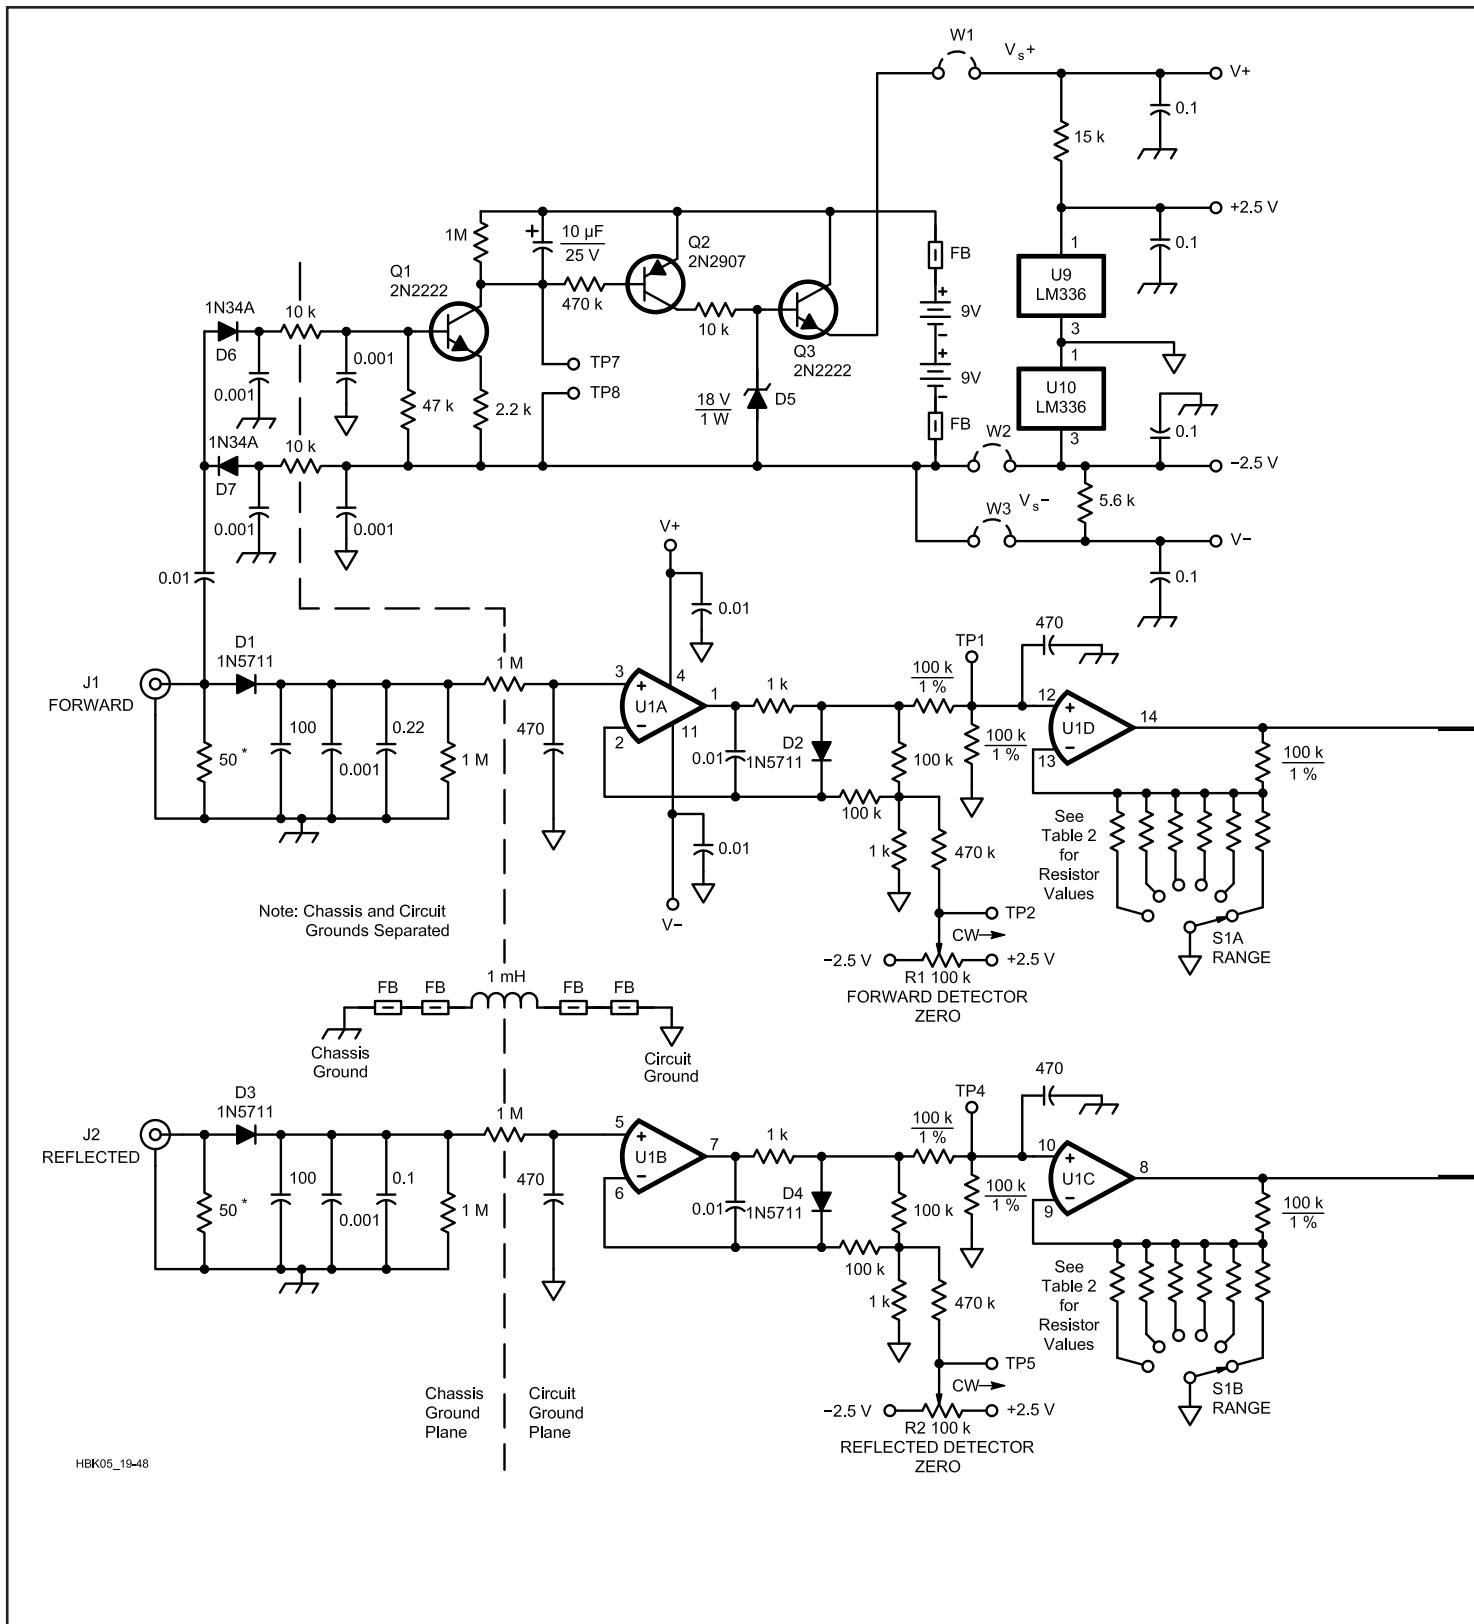 W1
Vs+
V+
0.1
15 k
+2.5 V
0.1
1
U9
LM336
3
1
U10
LM336
3
0.1
−2.5 V
W2
5.6 k
Vs−
W3
V−
0.1
1M
+
10 µF
25 V
Q2
2N2907
FB
Q1
2N2222
470 k
10 k
+
9V
−
+
9V
−
FB
Q3
2N2222
1N34A
10 k
D6
0.001
0.001
TP7
TP8
47 k
2.2 k
18 V
1 W
D5
1N34A
10 k
D7
0.001
0.001
0.01
V+
0.01
J1
FORWARD
D1
1N5711
50*
100
0.001
0.22
1 M
1 M
470
3
+
U1A
−
2
4
11
1
0.01
V−
0.01
1 k
D2
1N5711
100 k
1 %
TP1
100 k
100 k
1 %
100 k
1 k
470 k
470
12
+
U1D
−
13
14
100 k
1 %
See
Table 2
for
Resistor
Values
S1A
RANGE
TP2
CW
−2.5 V
+2.5 V
R1 100 k
FORWARD DETECTOR
ZERO
Note: Chassis and Circuit
Grounds Separated
FB
FB
1 mH
FB
FB
Chassis
Ground
Circuit
Ground
J2
REFLECTED
D3
1N5711
50*
100
0.001
0.1
1 M
1 M
470
5
+
U1B
−
6
7
0.01
1 k
D4
1N5711
100 k
1 %
TP4
100 k
100 k
1 %
100 k
1 k
470 k
470
10
+
U1C
−
9
8
100 k
1 %
See
Table 2
for
Resistor
Values
S1B
RANGE
TP5
CW
−2.5 V
+2.5 V
R2 100 k
REFLECTED DETECTOR
ZERO
Chassis
Ground
Plane
Circuit
Ground
Plane
HBK05_19-48